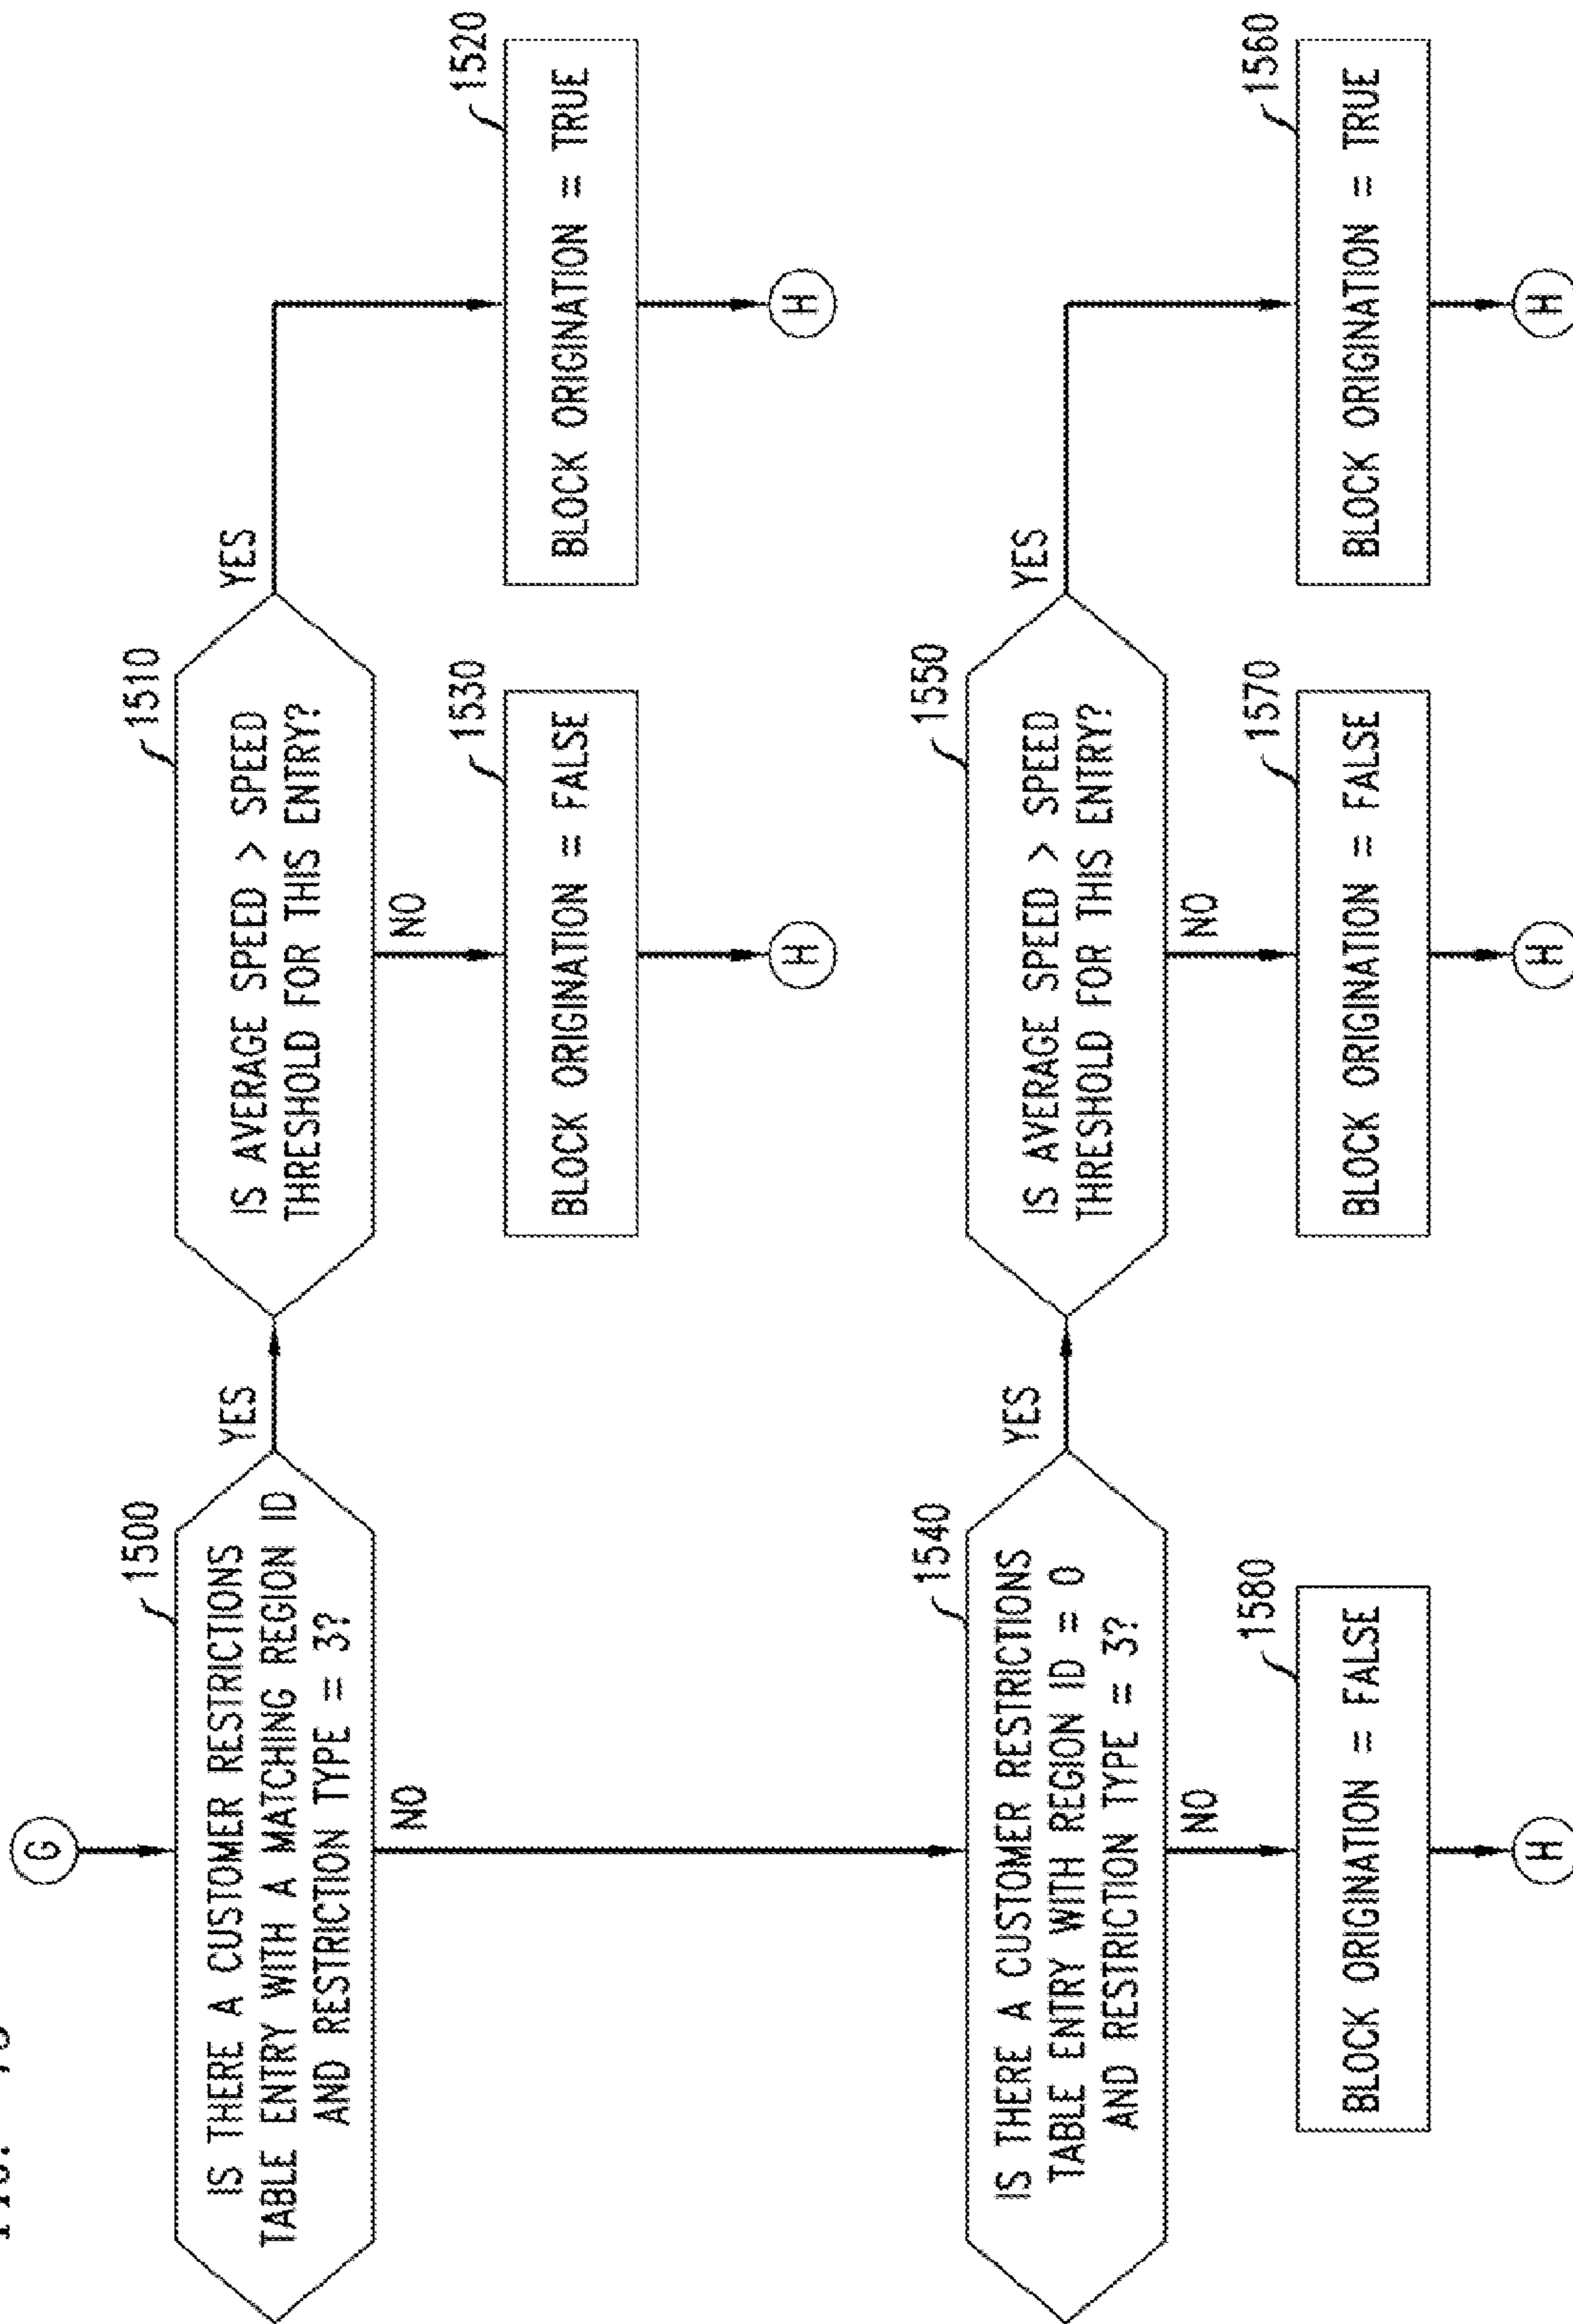 G
1500
IS THERE A CUSTOMER RESTRICTIONS
TABLE ENTRY WITH A MATCHING REGION ID
AND RESTRICTION TYPE = 3?
YES
NO
1510
IS AVERAGE SPEED > SPEED
THRESHOLD FOR THIS ENTRY?
YES
NO
1520
BLOCK ORIGINATION = TRUE
H
1530
BLOCK ORIGINATION = FALSE
H
1540
IS THERE A CUSTOMER RESTRICTIONS
TABLE ENTRY WITH REGION ID = 0
AND RESTRICTION TYPE = 3?
YES
NO
1550
IS AVERAGE SPEED > SPEED
THRESHOLD FOR THIS ENTRY?
YES
NO
1560
BLOCK ORIGINATION = TRUE
H
1570
BLOCK ORIGINATION = FALSE
H
1580
BLOCK ORIGINATION = FALSE
H